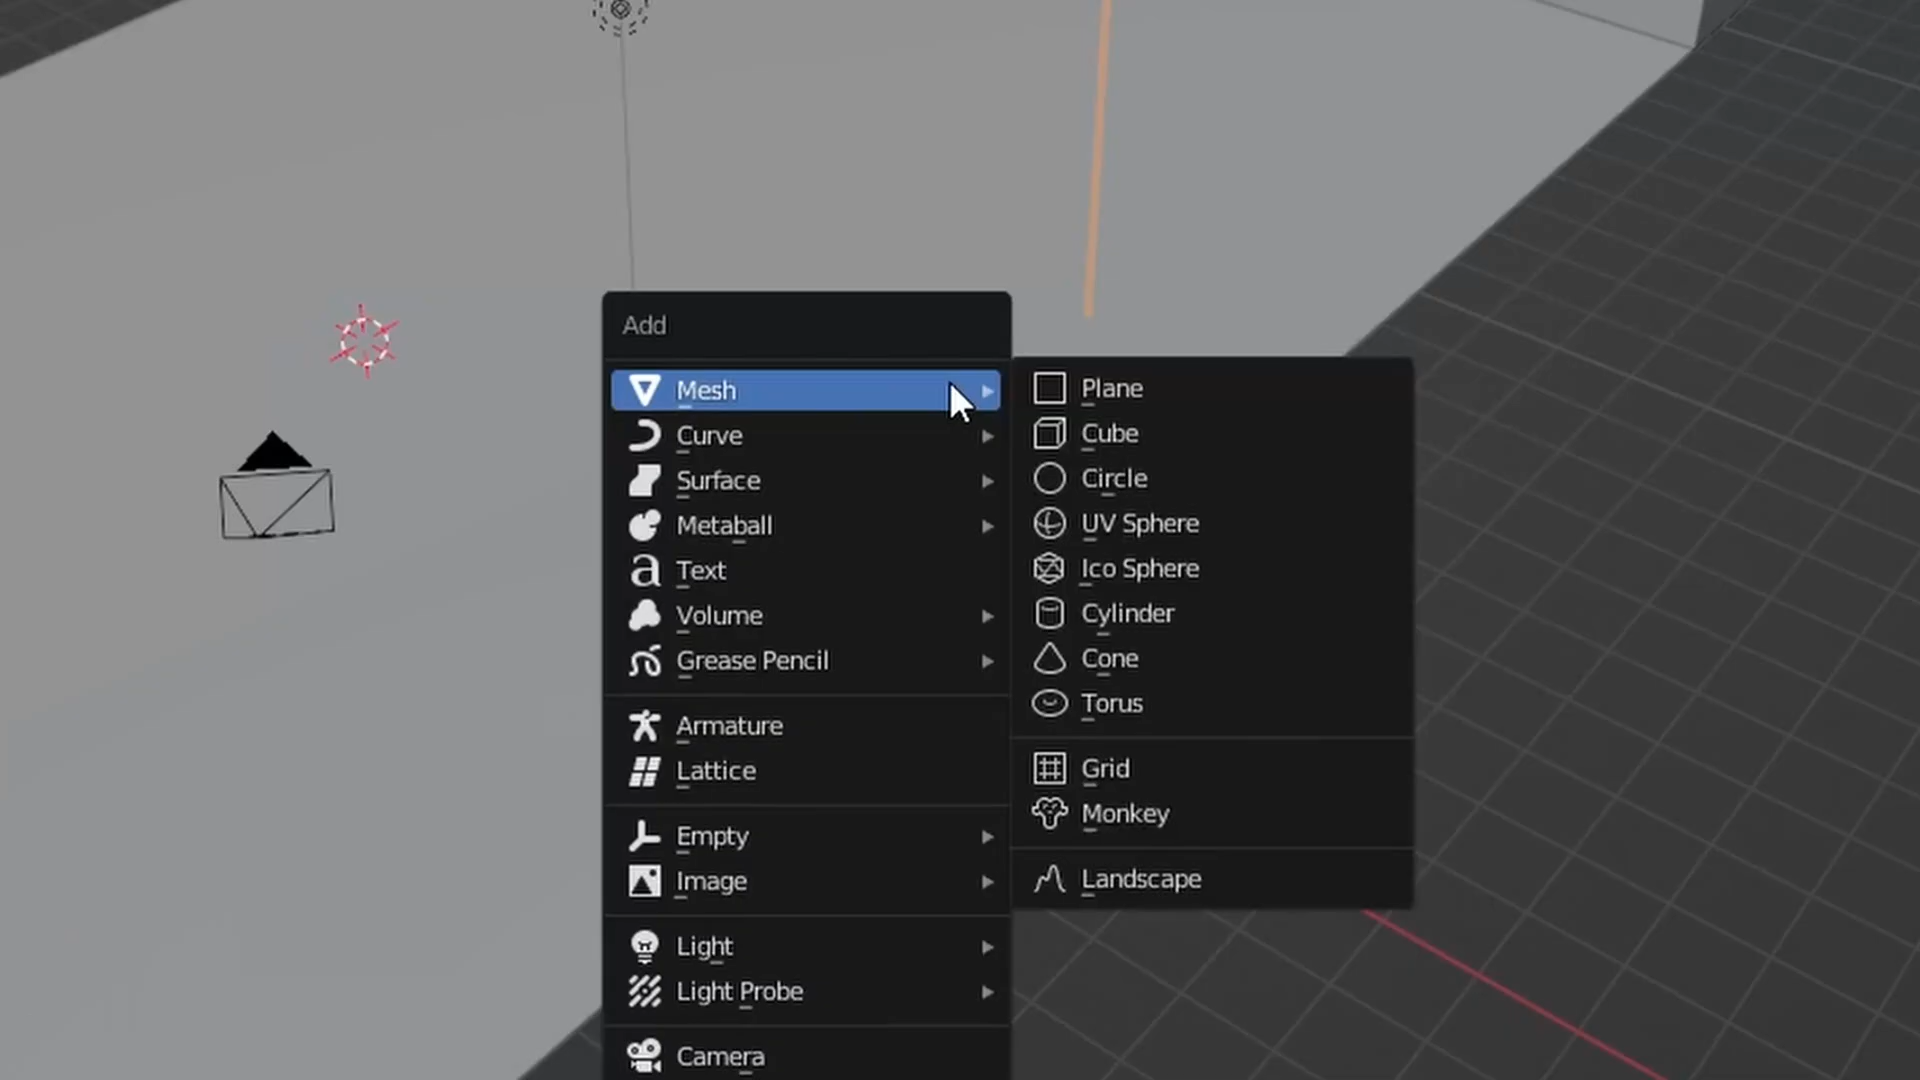 Add
Mesh
Curve
Surface
Metaball
Text
Volume
Grease Pencil
Armature
Lattice
Empty
Image
Light
Light Probe
Camera
Plane
Cube
Circle
UV Sphere
Ico Sphere
Cylinder
Cone
Torus
Grid
Monkey
Landscape